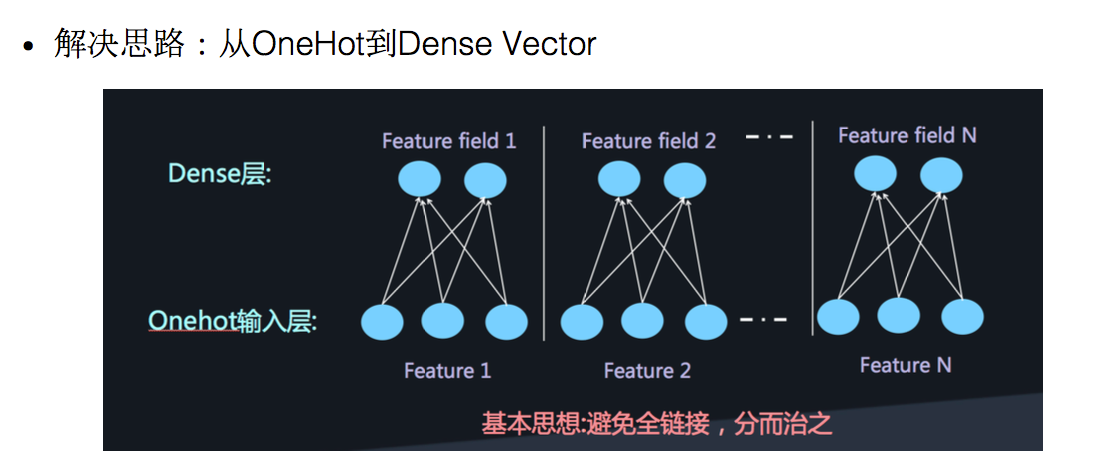 • 解决思路：从OneHot到Dense Vector
Feature field 1
Feature field 2
Feature field N
Dense层:
Onehot输入层:
Feature 1
Feature 2
Feature N
基本思想:避免全链接，分而治之